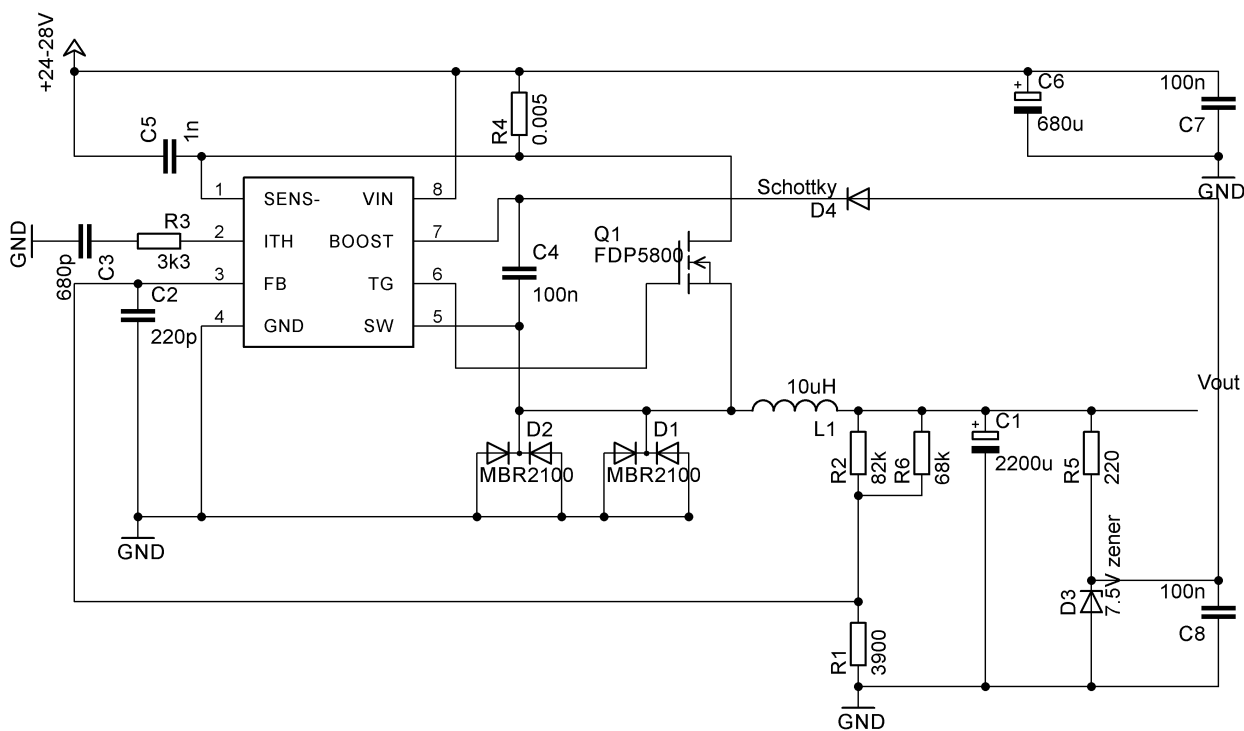 +24-28V
C5
1n
R4
0.005
+
C6
680u
100n
C7
GND
1
SENS-
VIN
8
2
ITH
BOOST
7
3
FB
TG
6
4
GND
SW
5
GND
680p
C3
R3
3k3
C2
220p
C4
100n
Schottky
D4
Q1
FDP5800
10uH
L1
Vout
D2
MBR2100
D1
MBR2100
R2
82k
R6
68k
+
C1
2200u
R5
220
GND
D3
7.5V zener
100n
C8
R1
3900
GND